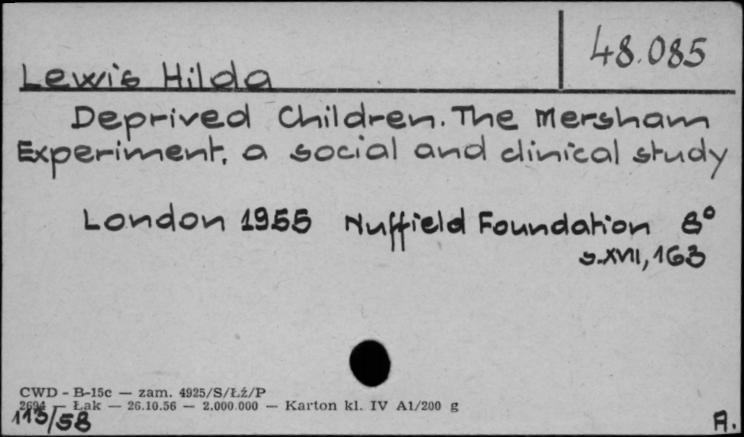 48.085
Lewis Hilda
Deprived Children. The Mersham
Experiment, a social and clinical study
London 1955 Nuffield Foundation 8°
s.XVII, 163
CWD - B-15c — zam. 4925/S/Łż/P
2694 — Łak — 26.10.56 — 2.000.000 — Karton kl. IV A1/200 g
113/58
A.